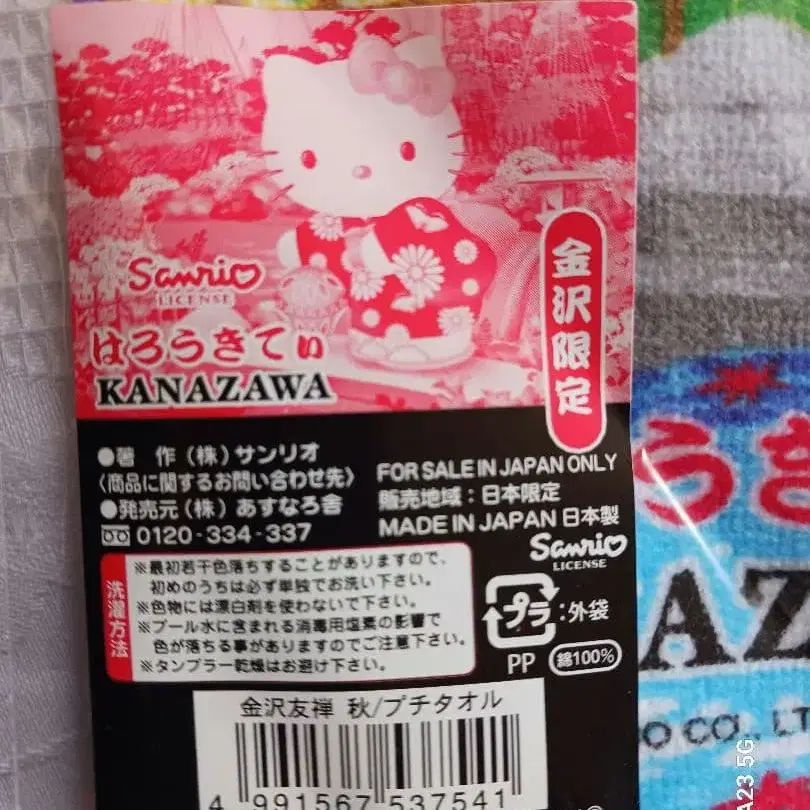 Sanrio
LICENSE
はろうきてぃ
KANAZAWA
金沢限定
●著 作 (株) サンリオ
〈商品に関するお問い合わせ先〉
●発売元 (株) あすなろ舎
0120-334-337
FOR SALE IN JAPAN ONLY
販売地域：日本限定
MADE IN JAPAN 日本製
Sanrio
LICENSE
洗濯方法
※最初若干色落ちすることがありますので、
初めのうちは必ず単独でお洗い下さい。
※色物には漂白剤を使わないで下さい。
※プール水に含まれる消毒用塩素の影響で
色が落ちる事がありますのでご注意下さい。
※タンブラー乾燥はお避け下さい。
プラ：外袋
PP
綿100%
金沢友禅 秋/プチタオル
4 991567 537541
うき
AZ
O CO., LT
A23 5G